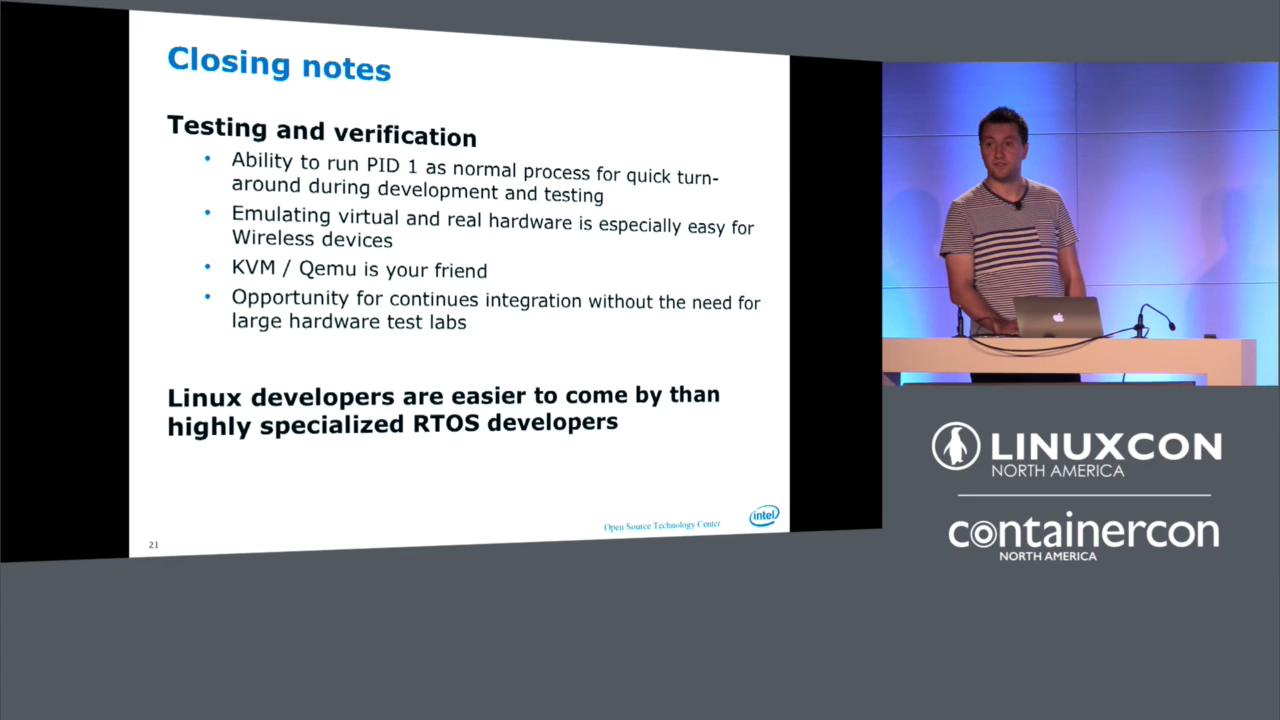 Closing notes
Testing and verification
• Ability to run PID 1 as normal process for quick turn-
around during development and testing
• Emulating virtual and real hardware is especially easy for
Wireless devices
• KVM / Qemu is your friend
• Opportunity for continues integration without the need for
large hardware test labs
Linux developers are easier to come by than
highly specialized RTOS developers
Open Source Technology Center
intel
21
LINUXCON
NORTH AMERICA
containercon
NORTH AMERICA